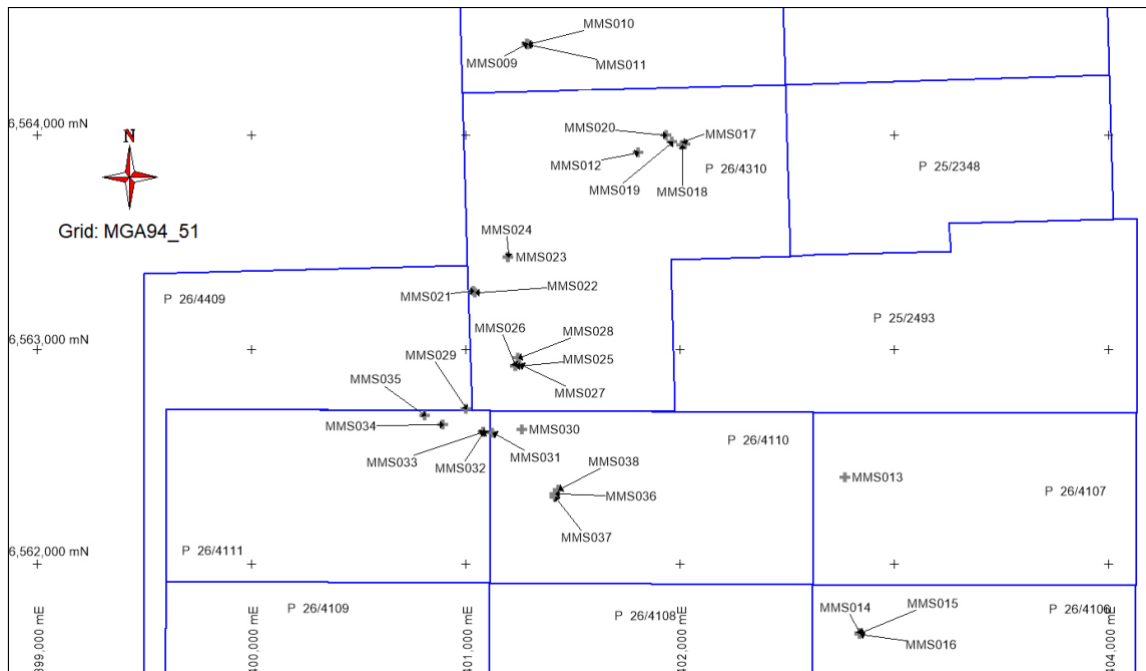 MMS010
MMS009
MMS011
6,564,000 mN
N
MMS020
MMS017
MMS012
P 26/4310
P 25/2348
MMS019
MMS018
Grid: MGA94_51
MMS024
MMS023
MMS021
MMS022
P 26/4409
P 25/2493
MMS026
MMS028
6,563,000 mN
MMS029
MMS025
MMS035
MMS027
MMS034
MMS030
P 26/4110
MMS033
MMS032
MMS031
MMS038
MMS013
MMS036
P 26/4107
MMS037
6,562,000 mN
P 26/4111
P 26/4109
P 26/4108
MMS014
MMS015
P 26/4106
MMS016
399,000 mE
400,000 mE
401,000 mE
402,000 mE
404,000 mE